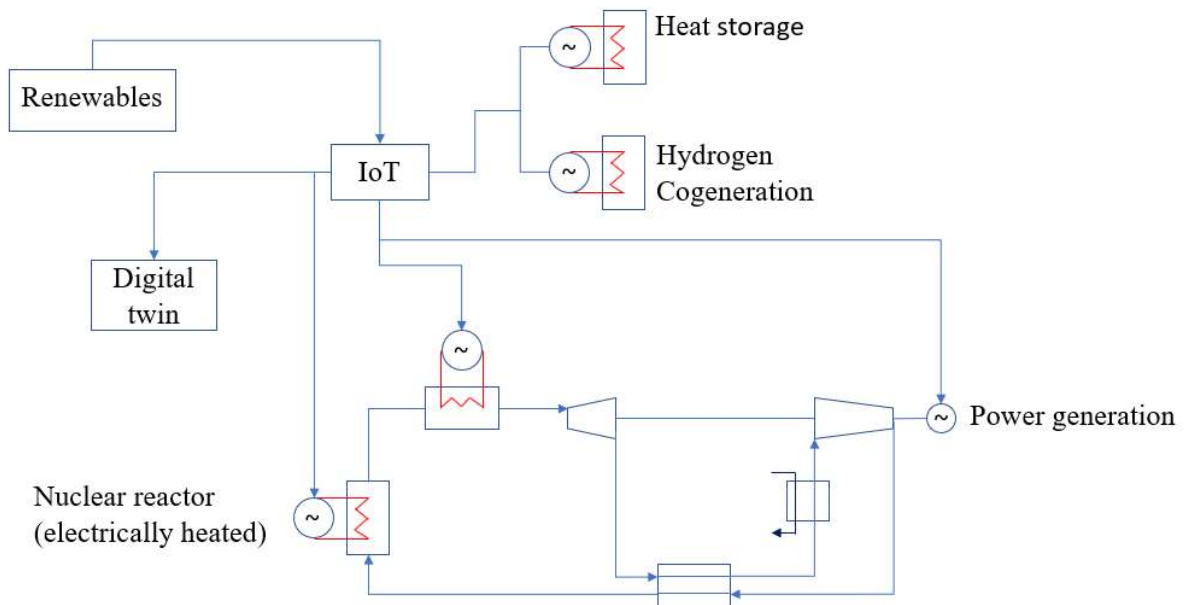 Heat storage
Renewables
IoT
Hydrogen
Cogeneration
Digital
twin
~
~
~
~
~
Power generation
Nuclear reactor
(electrically heated)